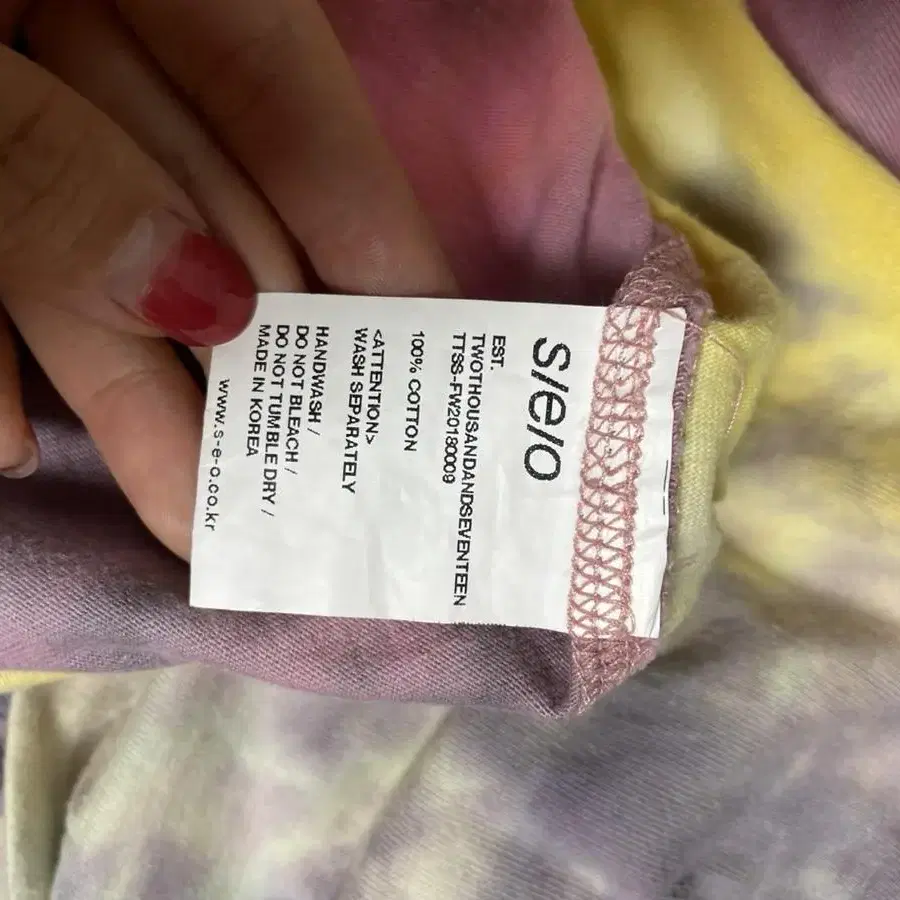 S/e/o
EST.
TWOTHOUSANDANDSEVENTEEN
TTSS-FW20180009
100% COTTON
<ATTENTION>
WASH SEPARATELY
HANDWASH /
DO NOT BLEACH /
DO NOT TUMBLE DRY /
MADE IN KOREA
www.s-e-o.co.kr